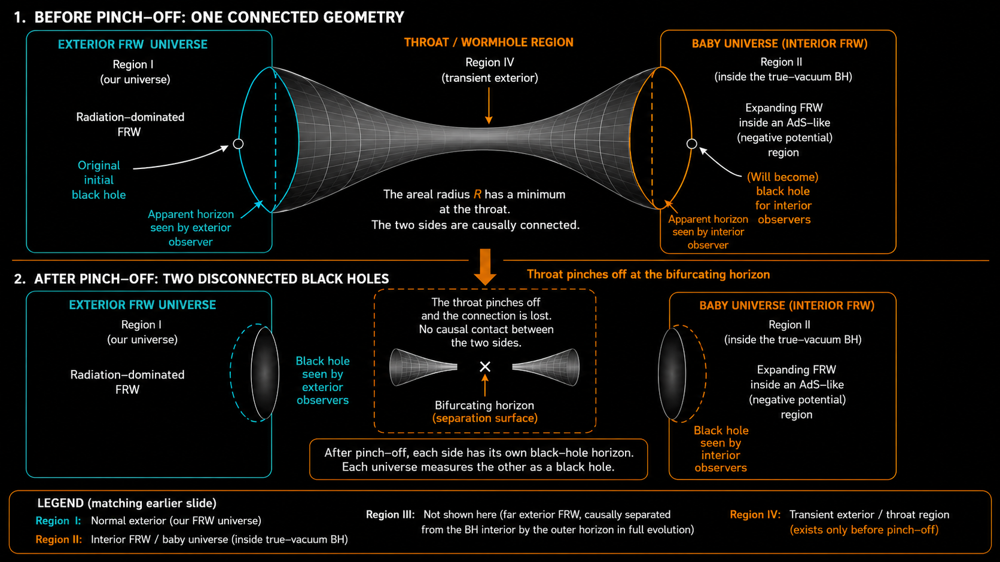 1. BEFORE PINCH–OFF: ONE CONNECTED GEOMETRY
EXTERIOR FRW UNIVERSE
Region I
(our universe)
Radiation–dominated
FRW
Original
initial
black hole
Apparent horizon
seen by exterior
observer
THROAT / WORMHOLE REGION
Region IV
(transient exterior)
The areal radius R has a minimum
at the throat.
The two sides are causally connected.
BABY UNIVERSE (INTERIOR FRW)
Region II
(inside the true–vacuum BH)
Expanding FRW
inside an AdS–like
(negative potential)
region
(Will become)
black hole
for interior
observers
Apparent horizon
seen by interior
observer
2. AFTER PINCH–OFF: TWO DISCONNECTED BLACK HOLES
Throat pinches off at the bifurcating horizon
EXTERIOR FRW UNIVERSE
Region I
(our universe)
Radiation–dominated
FRW
Black hole
seen by
exterior
observers
The throat pinches off
and the connection is lost.
No causal contact between
the two sides.
Bifurcating horizon
(separation surface)
After pinch–off, each side has its own black–hole horizon.
Each universe measures the other as a black hole.
BABY UNIVERSE (INTERIOR FRW)
Region II
(inside the true–vacuum BH)
Expanding FRW
inside an AdS–like
(negative potential)
region
Black hole
seen by
interior
observers
LEGEND (matching earlier slide)
Region I: Normal exterior (our FRW universe)
Region II: Interior FRW / baby universe (inside true–vacuum BH)
Region III: Not shown here (far exterior FRW, causally separated
from the BH interior by the outer horizon in full evolution)
Region IV: Transient exterior / throat region
(exists only before pinch–off)